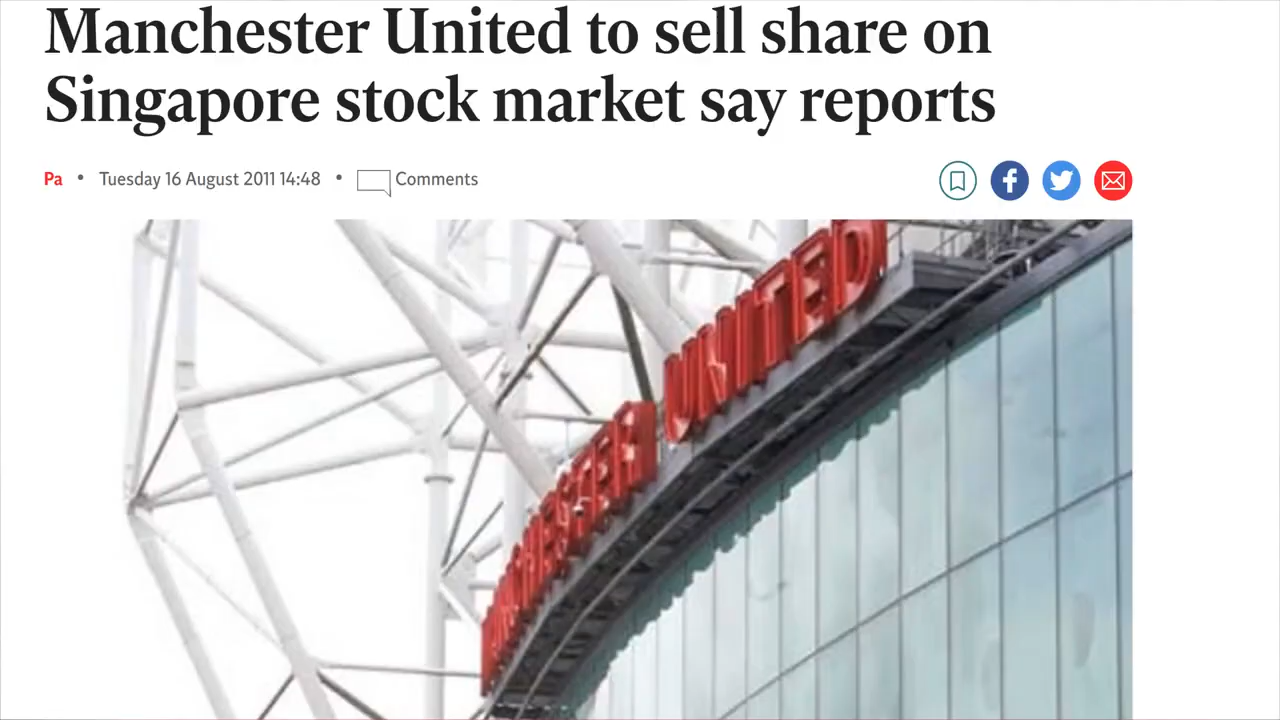 Manchester United to sell share on
Singapore stock market say reports
Pa • Tuesday 16 August 2011 14:48 • Comments
MANCHESTER UNITED